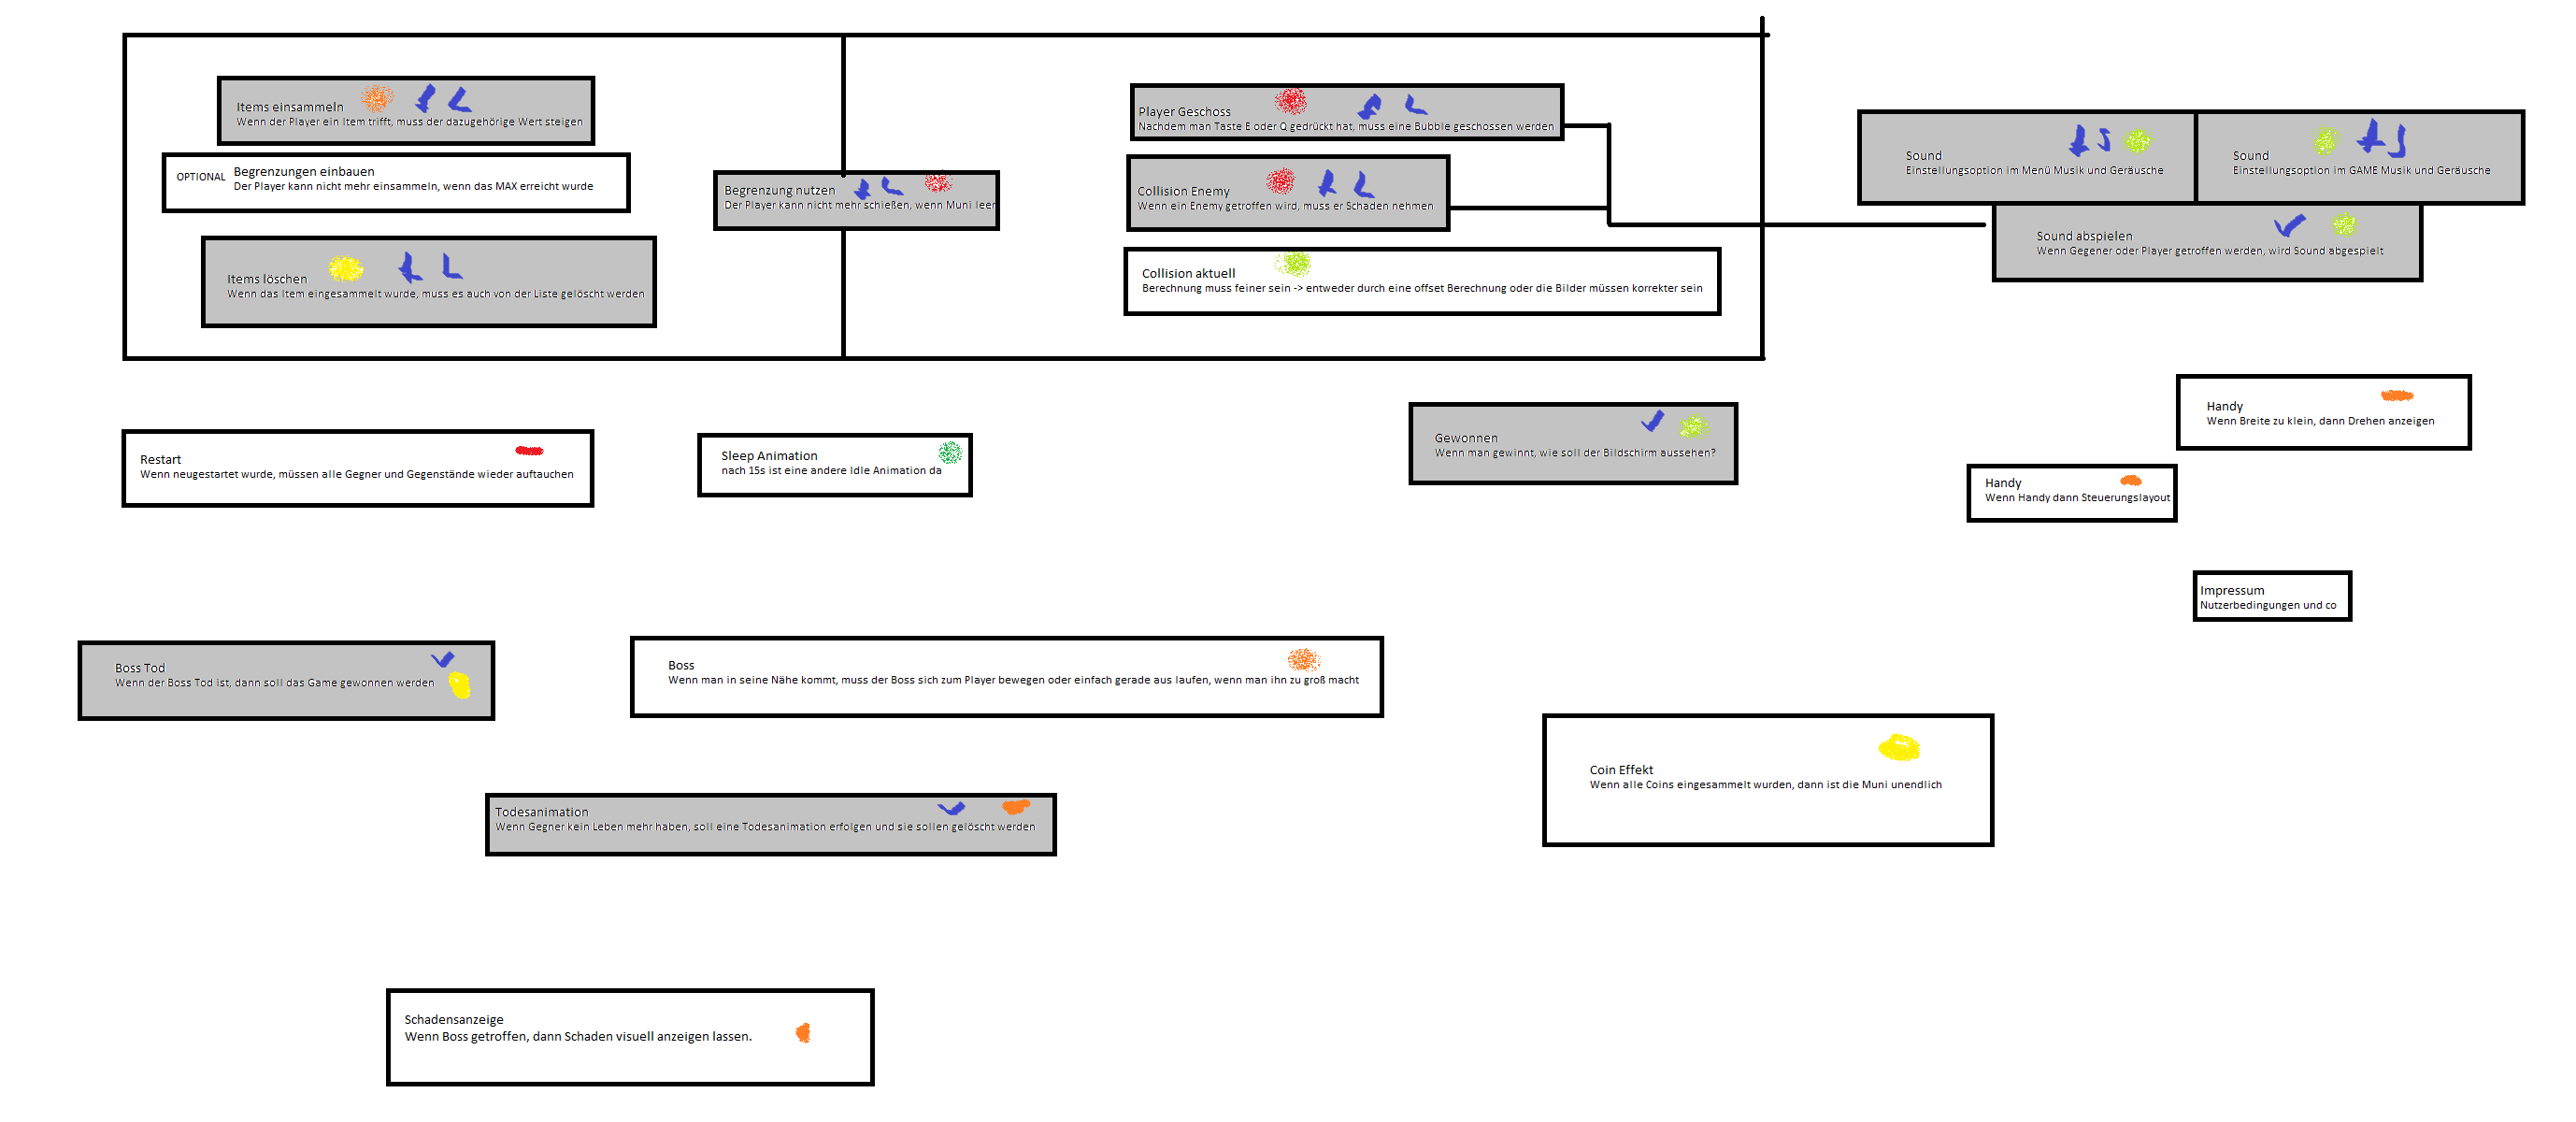 Items einsammeln
Wenn der Player ein Item trifft, muss der dazugehörige Wert steigen
OPTIONAL
Begrenzungen einbauen
Der Player kann nicht mehr einsammeln, wenn das MAX erreicht wurde
Items löschen
Wenn das Item eingesammelt wurde, muss es auch von der Liste gelöscht werden
Begrenzung nutzen
Der Player kann nicht mehr schießen, wenn Muni leer
Player Geschoss
Nachdem man Taste E oder Q gedrückt hat, muss eine Bubble geschossen werden
Collision Enemy
Wenn ein Enemy getroffen wird, muss er Schaden nehmen
Collision aktuell
Berechnung muss feiner sein -> entweder durch eine offset Berechnung oder die Bilder müssen korrekter sein
Sound
Einstellungsoption im Menü Musik und Geräusche
Sound
Einstellungsoption im GAME Musik und Geräusche
Sound abspielen
Wenn Gegener oder Player getroffen werden, wird Sound abgespielt
Restart
Wenn neugestartet wurde, müssen alle Gegner und Gegenstände wieder auftauchen
Sleep Animation
nach 15s ist eine andere Idle Animation da
Gewonnen
Wenn man gewinnt, wie soll der Bildschirm aussehen?
Handy
Wenn Breite zu klein, dann Drehen anzeigen
Handy
Wenn Handy dann Steuerungslayout
Impressum
Nutzerbedingungen und co
Boss Tod
Wenn der Boss Tod ist, dann soll das Game gewonnen werden
Boss
Wenn man in seine Nähe kommt, muss der Boss sich zum Player bewegen oder einfach gerade aus laufen, wenn man ihn zu groß macht
Coin Effekt
Wenn alle Coins eingesammelt wurden, dann ist die Muni unendlich
Todesanimation
Wenn Gegner kein Leben mehr haben, soll eine Todesanimation erfolgen und sie sollen gelöscht werden
Schadensanzeige
Wenn Boss getroffen, dann Schaden visuell anzeigen lassen.